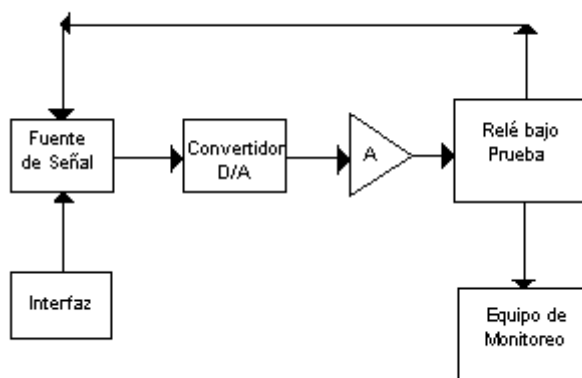 Fuente
de Señal
Convertidor
D/A
A
Relé bajo
Prueba
Interfaz
Equipo de
Monitoreo